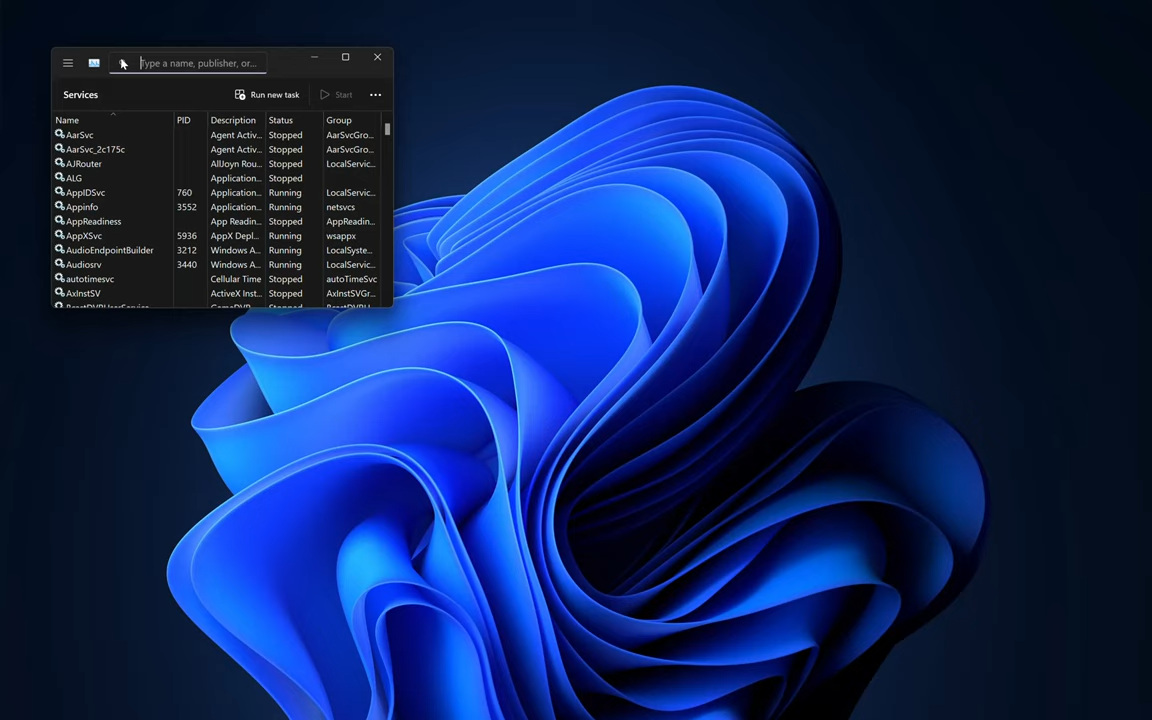 Type a name, publisher, or...
Services
Run new task
Start
Name PID Description Status Group
AarSvc Agent Activ... Stopped AarSvcGro...
AarSvc_2c175c Agent Activ... Stopped AarSvcGro...
AJRouter AllJoyn Rou... Stopped LocalServic...
ALG Application... Stopped
AppIDSvc 760 Application... Running LocalServic...
Appinfo 3552 Application... Running netsvcs
AppReadiness App Readin... Stopped AppReadin...
AppXSvc 5936 AppX Depl... Running wsappx
AudioEndpointBuilder 3212 Windows A... Running LocalSyste...
Audiosrv 3440 Windows A... Running LocalServic...
autotimesvc Cellular Time Stopped autoTimeSvc
AxInstSV ActiveX Inst... Stopped AxInstSVGr...